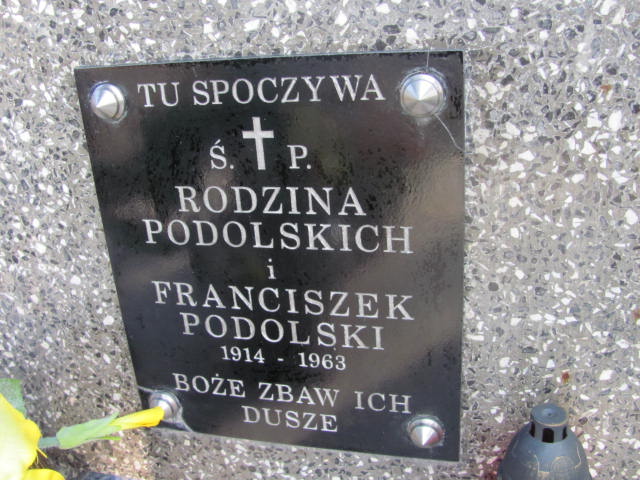 TU SPOCZYWA
Ś. P.
RODZINA
PODOLSKICH
i
FRANCISZEK
PODOLSKI
1914 - 1963
BOŻE ZBAW ICH
DUSZE